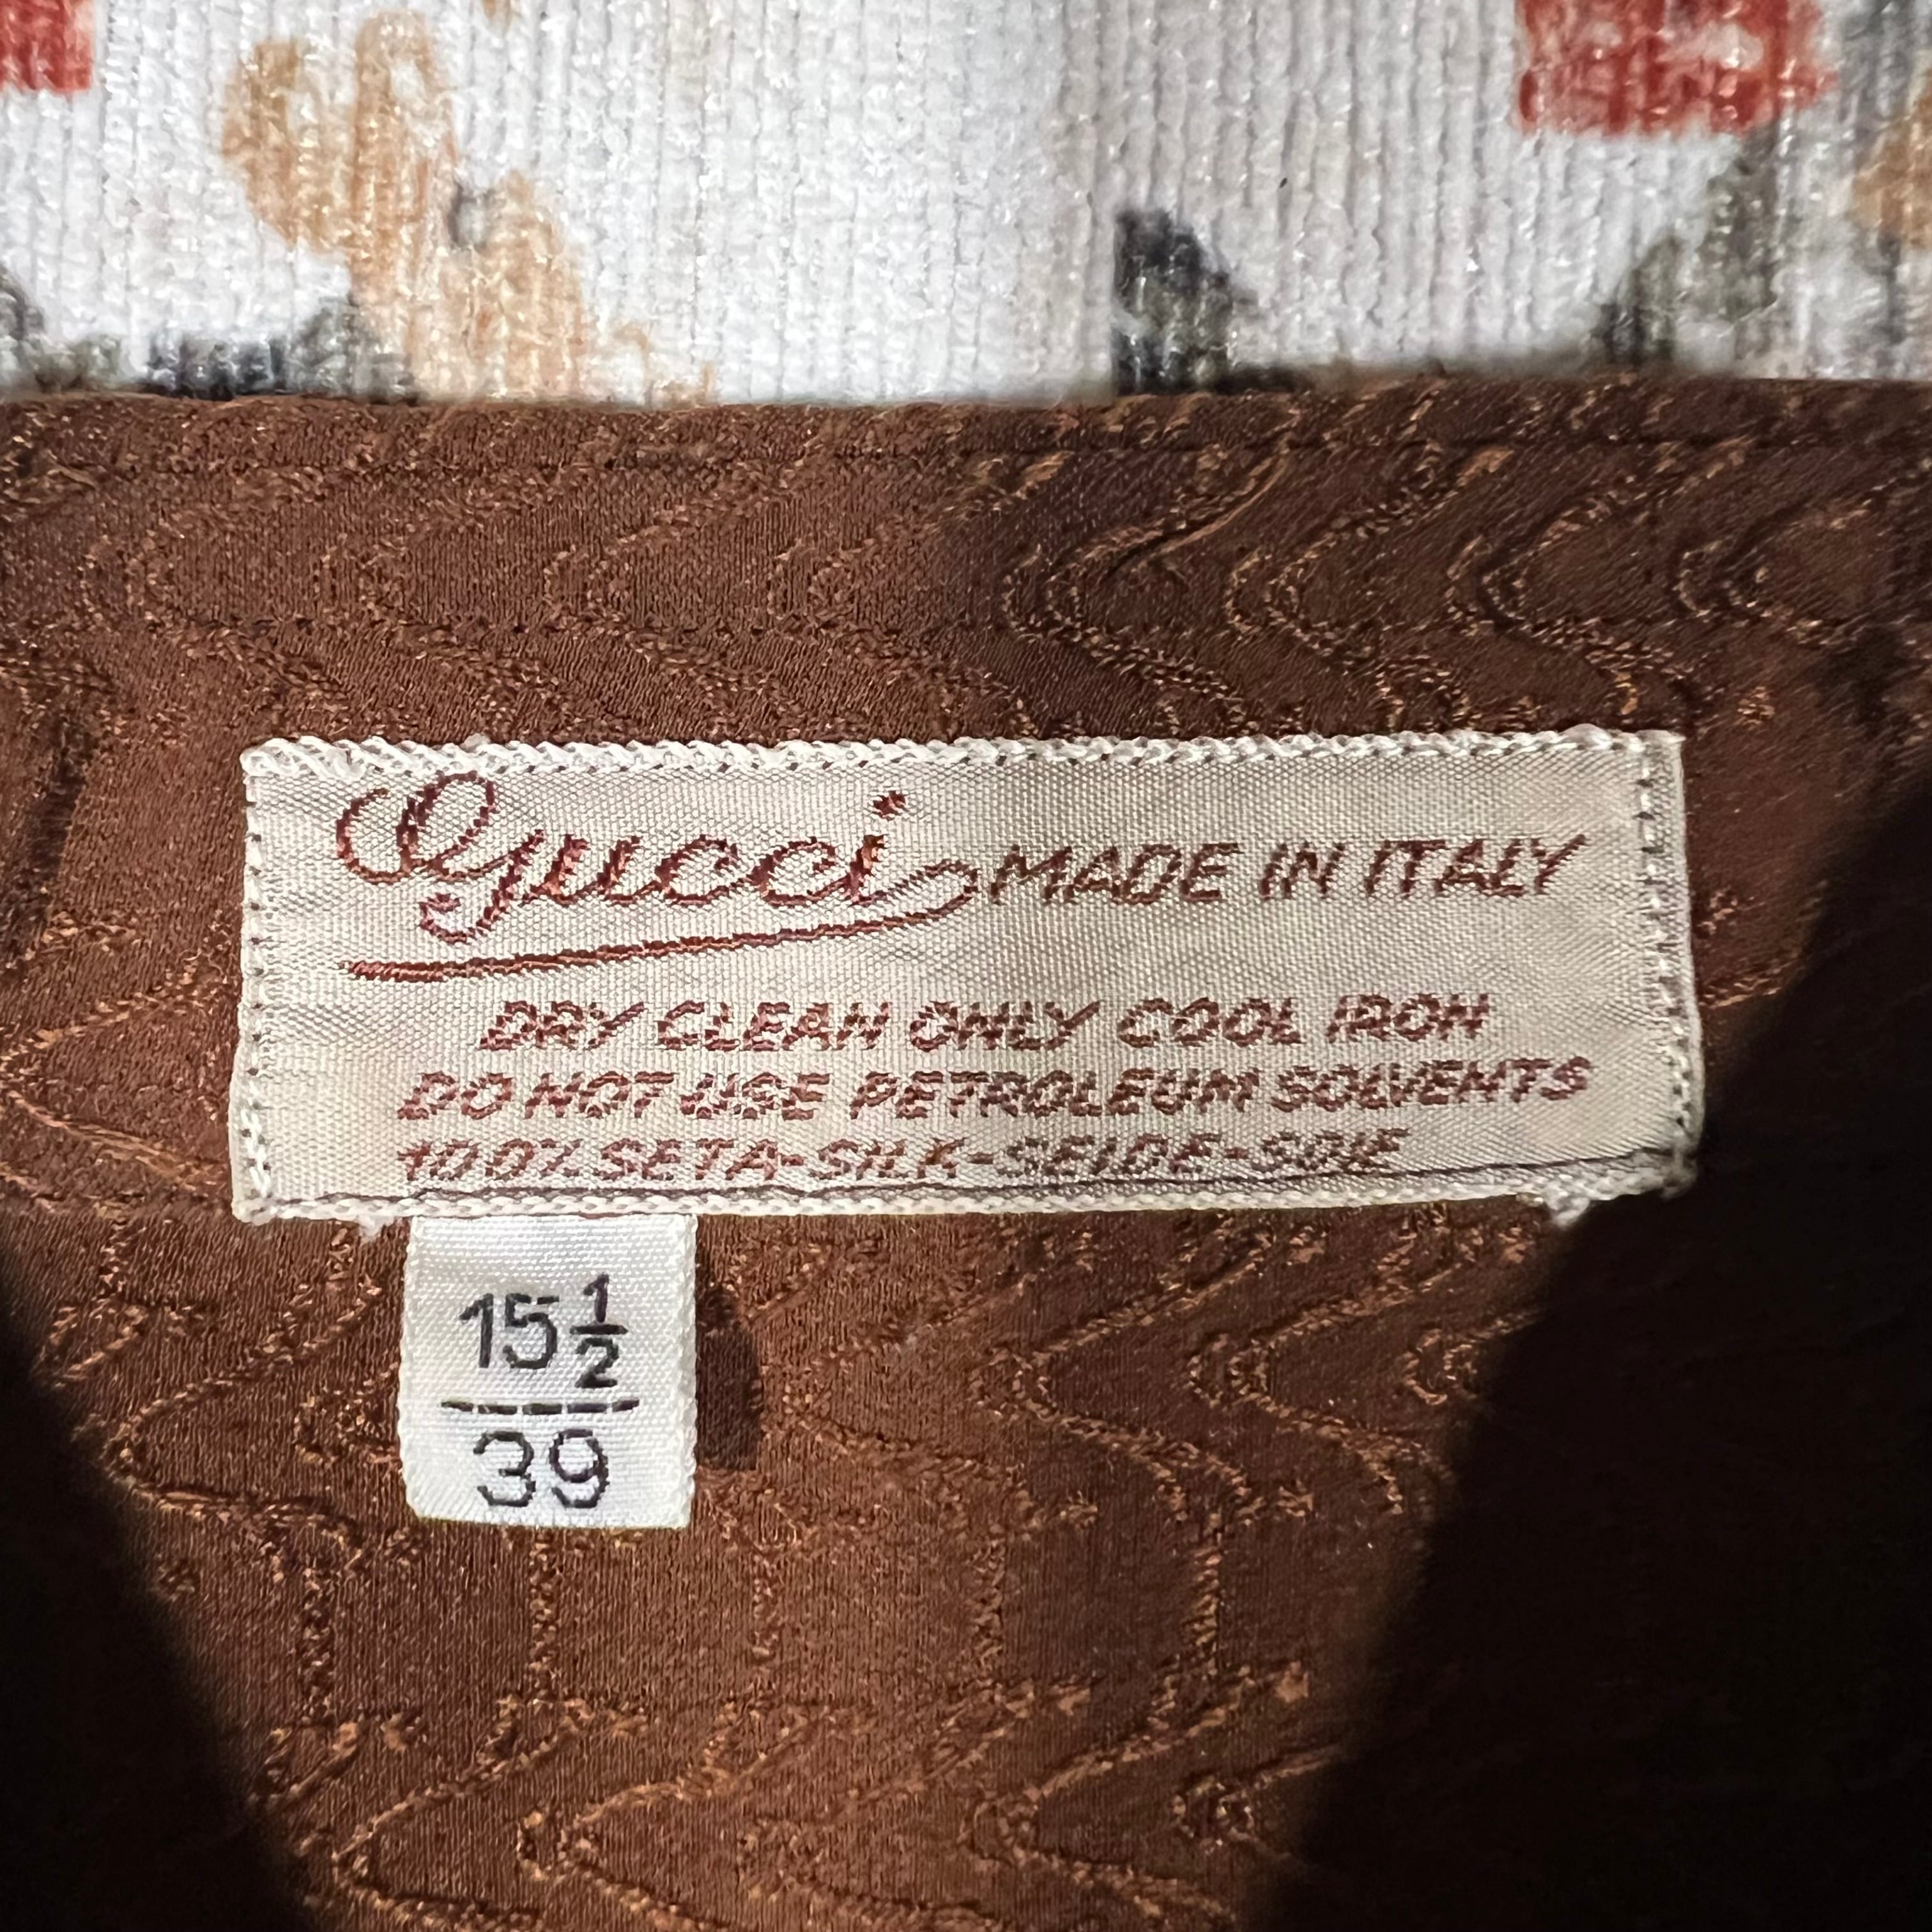 Gucci MADE IN ITALY
DRY CLEAN ONLY COOL IRON
DO NOT USE PETROLEUM SOLVENTS
100% SETA-SILK-SEIDE-SOIE
15 1/2
39